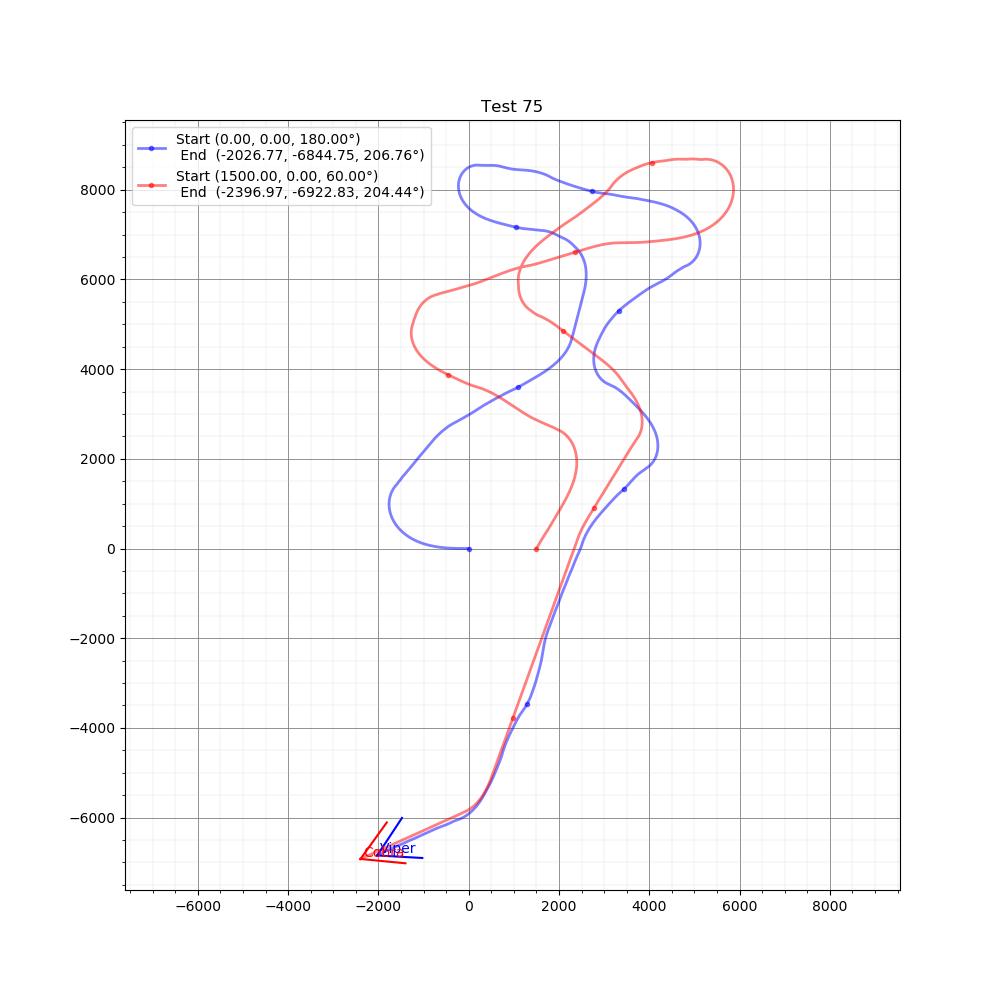 Test 75
Start (0.00, 0.00, 180.00°)
End (-2026.77, -6844.75, 206.76°)
Start (1500.00, 0.00, 60.00°)
End (-2396.97, -6922.83, 204.44°)
8000
6000
4000
2000
0
−2000
−4000
−6000
Viper
−6000 −4000 −2000 0 2000 4000 6000 8000